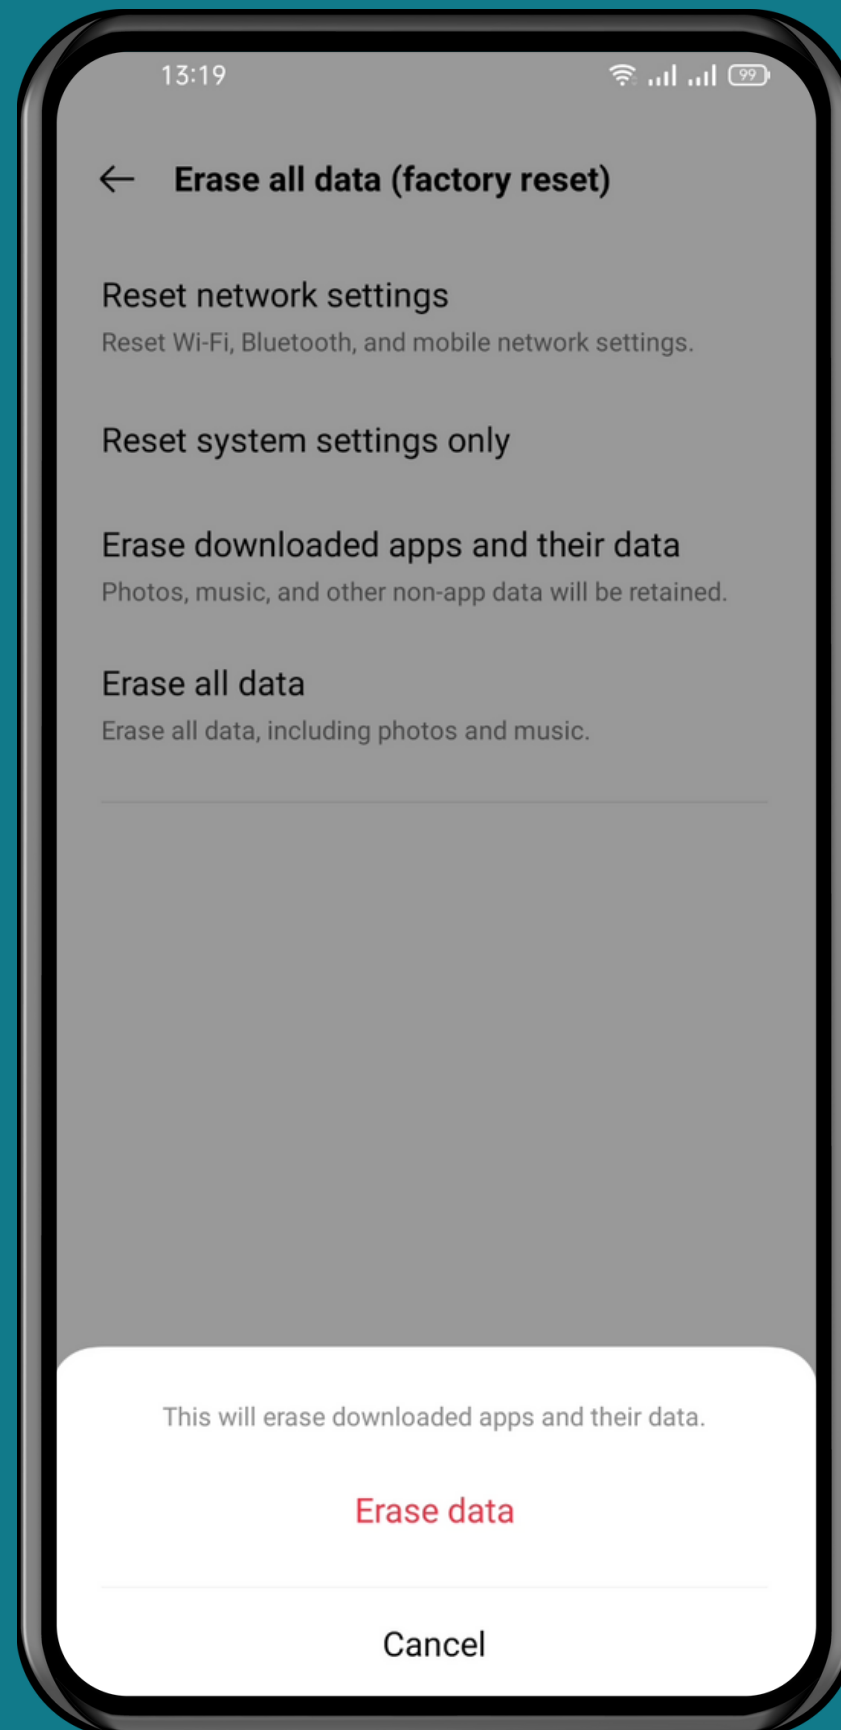 13:19
99
Erase all data (factory reset)
Reset network settings
Reset Wi-Fi, Bluetooth, and mobile network settings.
Reset system settings only
Erase downloaded apps and their data
Photos, music, and other non-app data will be retained.
Erase all data
Erase all data, including photos and music.
This will erase downloaded apps and their data.
Erase data
Cancel